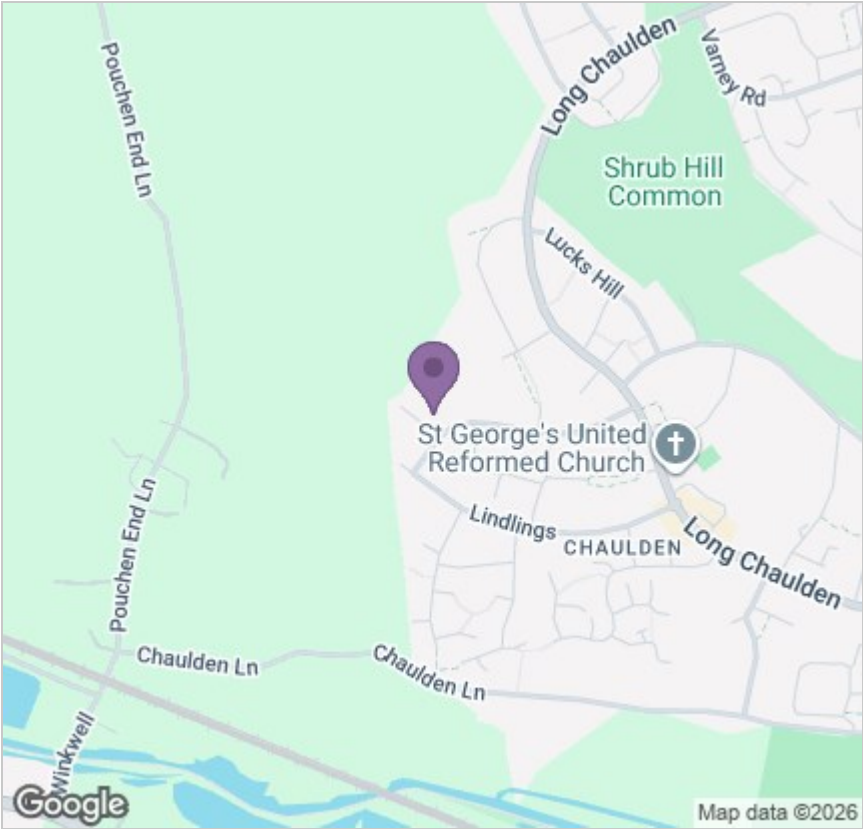 Pouchen End Ln
Long Chaulden
Varney Rd
Shrub Hill
Common
Lucks Hill
St George's United
Reformed Church
Pouchen End Ln
Lindlings
CHAULDEN
Long Chaulden
Chaulden Ln
Chaulden Ln
Winkwell
Google
Map data ©2026